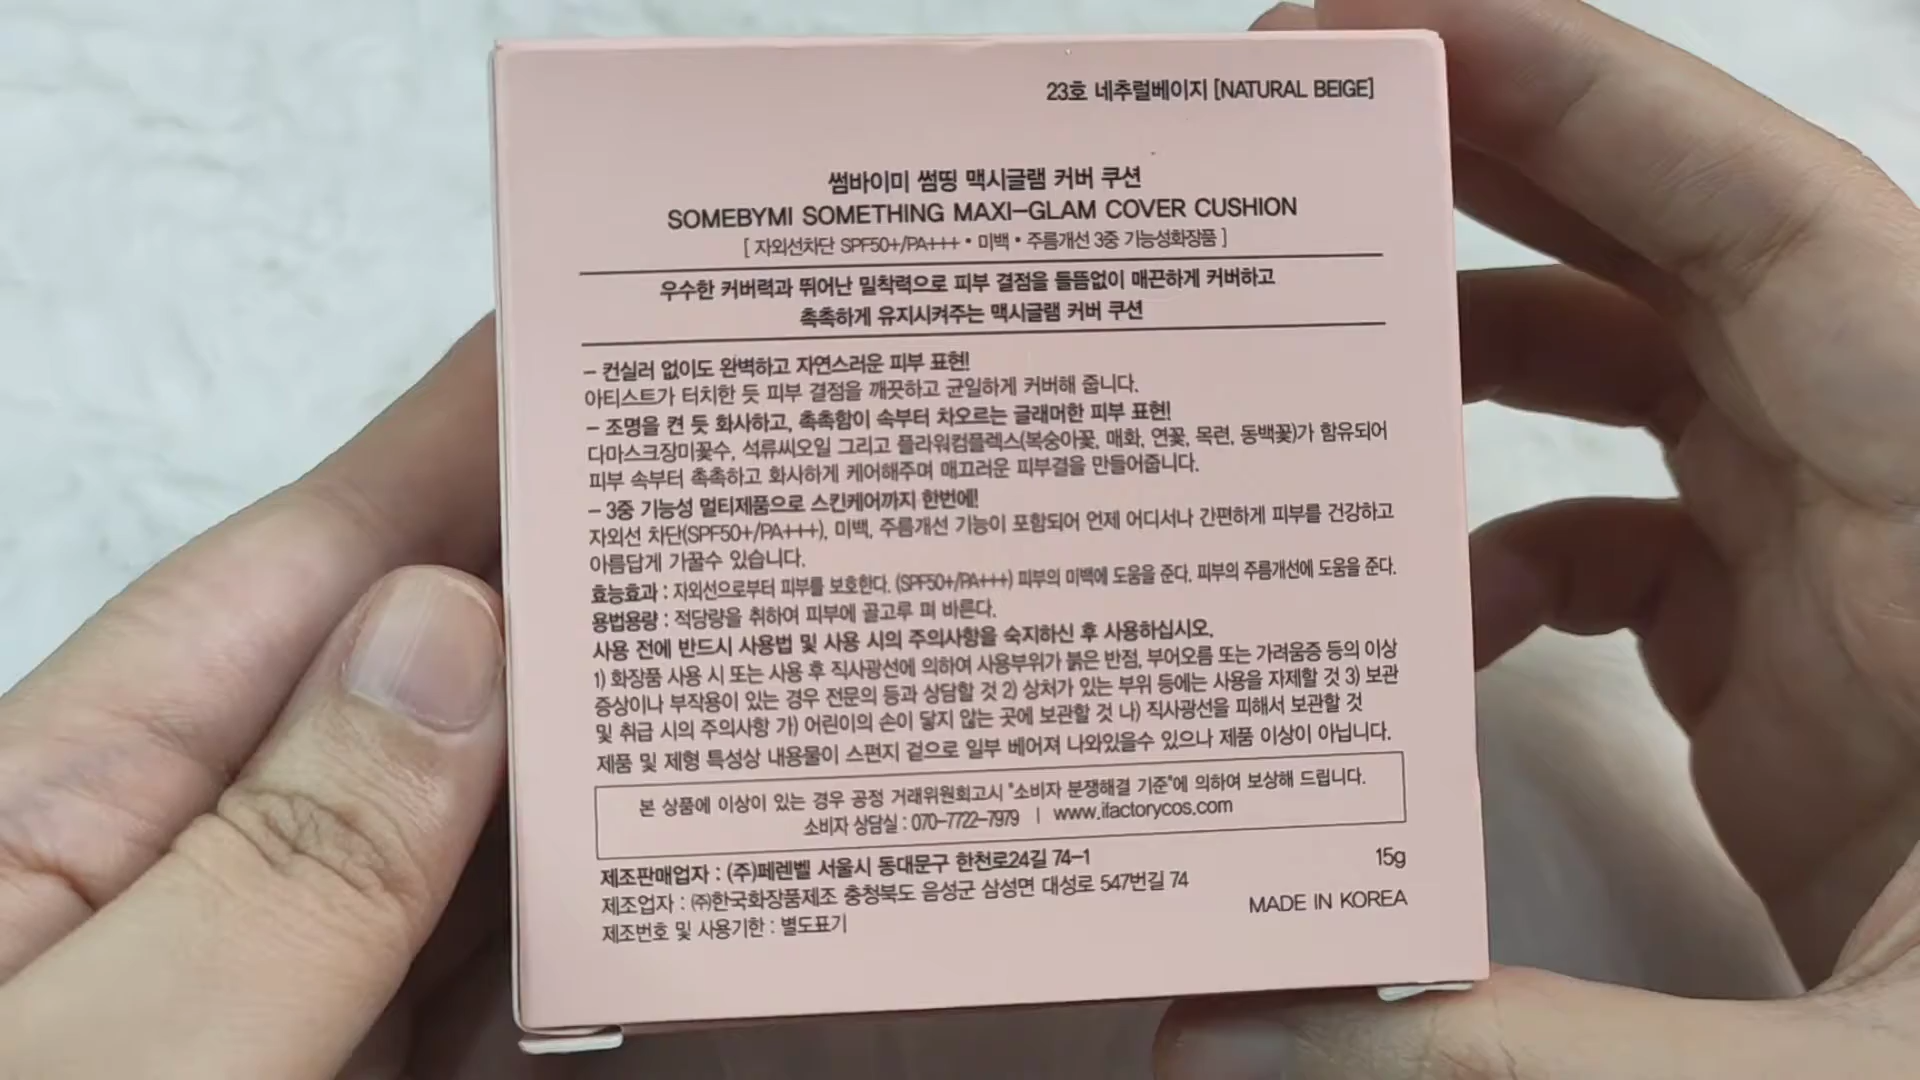 23호 네추럴베이지 [NATURAL BEIGE]
썸바이미 썸띵 맥시글램 커버 쿠션
SOMEBYMI SOMETHING MAXI-GLAM COVER CUSHION
[ 자외선차단 SPF50+/PA+++ • 미백 • 주름개선 3중 기능성화장품 ]
우수한 커버력과 뛰어난 밀착력으로 피부 결점을 들뜸없이 매끈하게 커버하고
촉촉하게 유지시켜주는 맥시글램 커버 쿠션
- 컨실러 없이도 완벽하고 자연스러운 피부 표현!
아티스트가 터치한 듯 피부 결점을 깨끗하고 균일하게 커버해 줍니다.
- 조명을 켠 듯 화사하고, 촉촉함이 속부터 차오르는 글래머한 피부 표현!
다마스크장미꽃수, 석류씨오일 그리고 플라워컴플렉스(복숭아꽃, 매화, 연꽃, 목련, 동백꽃)가 함유되어
피부 속부터 촉촉하고 화사하게 케어해주며 매끄러운 피부결을 만들어줍니다.
- 3중 기능성 멀티제품으로 스킨케어까지 한번에!
자외선 차단(SPF50+/PA+++), 미백, 주름개선 기능이 포함되어 언제 어디서나 간편하게 피부를 건강하고
아름답게 가꿀수 있습니다.
효능효과 : 자외선으로부터 피부를 보호한다. (SPF50+/PA+++) 피부의 미백에 도움을 준다. 피부의 주름개선에 도움을 준다.
용법용량 : 적당량을 취하여 피부에 골고루 펴 바른다.
사용 전에 반드시 사용법 및 사용 시의 주의사항을 숙지하신 후 사용하십시오.
1) 화장품 사용 시 또는 사용 후 직사광선에 의하여 사용부위가 붉은 반점, 부어오름 또는 가려움증 등의 이상
증상이나 부작용이 있는 경우 전문의 등과 상담할 것 2) 상처가 있는 부위 등에는 사용을 자제할 것 3) 보관
및 취급 시의 주의사항 가) 어린이의 손이 닿지 않는 곳에 보관할 것 나) 직사광선을 피해서 보관할 것
제품 및 제형 특성상 내용물이 스펀지 겉으로 일부 베어져 나와있을수 있으나 제품 이상이 아닙니다.
본 상품에 이상이 있는 경우 공정 거래위원회고시 "소비자 분쟁해결 기준"에 의하여 보상해 드립니다.
소비자 상담실 : 070-7722-7979 | www.ifactorycos.com
제조판매업자 : (주)페렌벨 서울시 동대문구 한천로24길 74-1
제조업자 : ㈜한국화장품제조 충청북도 음성군 삼성면 대성로 547번길 74
제조번호 및 사용기한 : 별도표기
15g
MADE IN KOREA